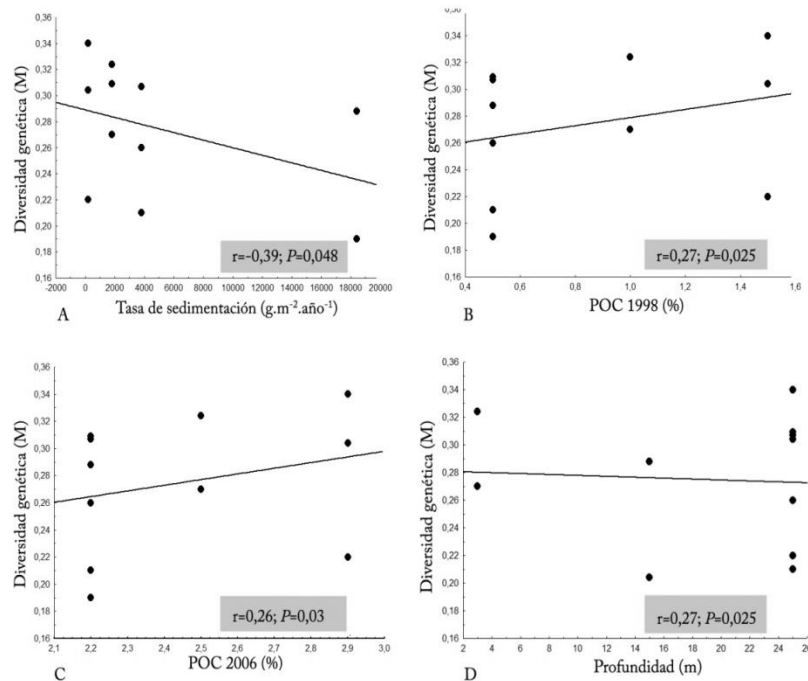 0,36
0,34
0,32
0,30
0,28
0,26
0,24
0,22
0,20
0,18
0,16
Diversidad genética (M)
r=-0,39; P=0,048
-2000 0 2000 4000 6000 8000 10000 12000 14000 16000 18000 20000
Tasa de sedimentación (g.m⁻².año⁻¹)
A
0,36
0,34
0,32
0,30
0,28
0,26
0,24
0,22
0,20
0,18
0,16
Diversidad genética (M)
r=0,27; P=0,025
0,4 0,6 0,8 1,0 1,2 1,4 1,6
POC 1998 (%)
B
0,36
0,34
0,32
0,30
0,28
0,26
0,24
0,22
0,20
0,18
0,16
Diversidad genética (M)
r=0,26; P=0,03
2,1 2,2 2,3 2,4 2,5 2,6 2,7 2,8 2,9 3,0
POC 2006 (%)
C
0,36
0,34
0,32
0,30
0,28
0,26
0,24
0,22
0,20
0,18
0,16
Diversidad genética (M)
r=0,27; P=0,025
2 4 6 8 10 12 14 16 18 20 22 24 26
Profundidad (m)
D